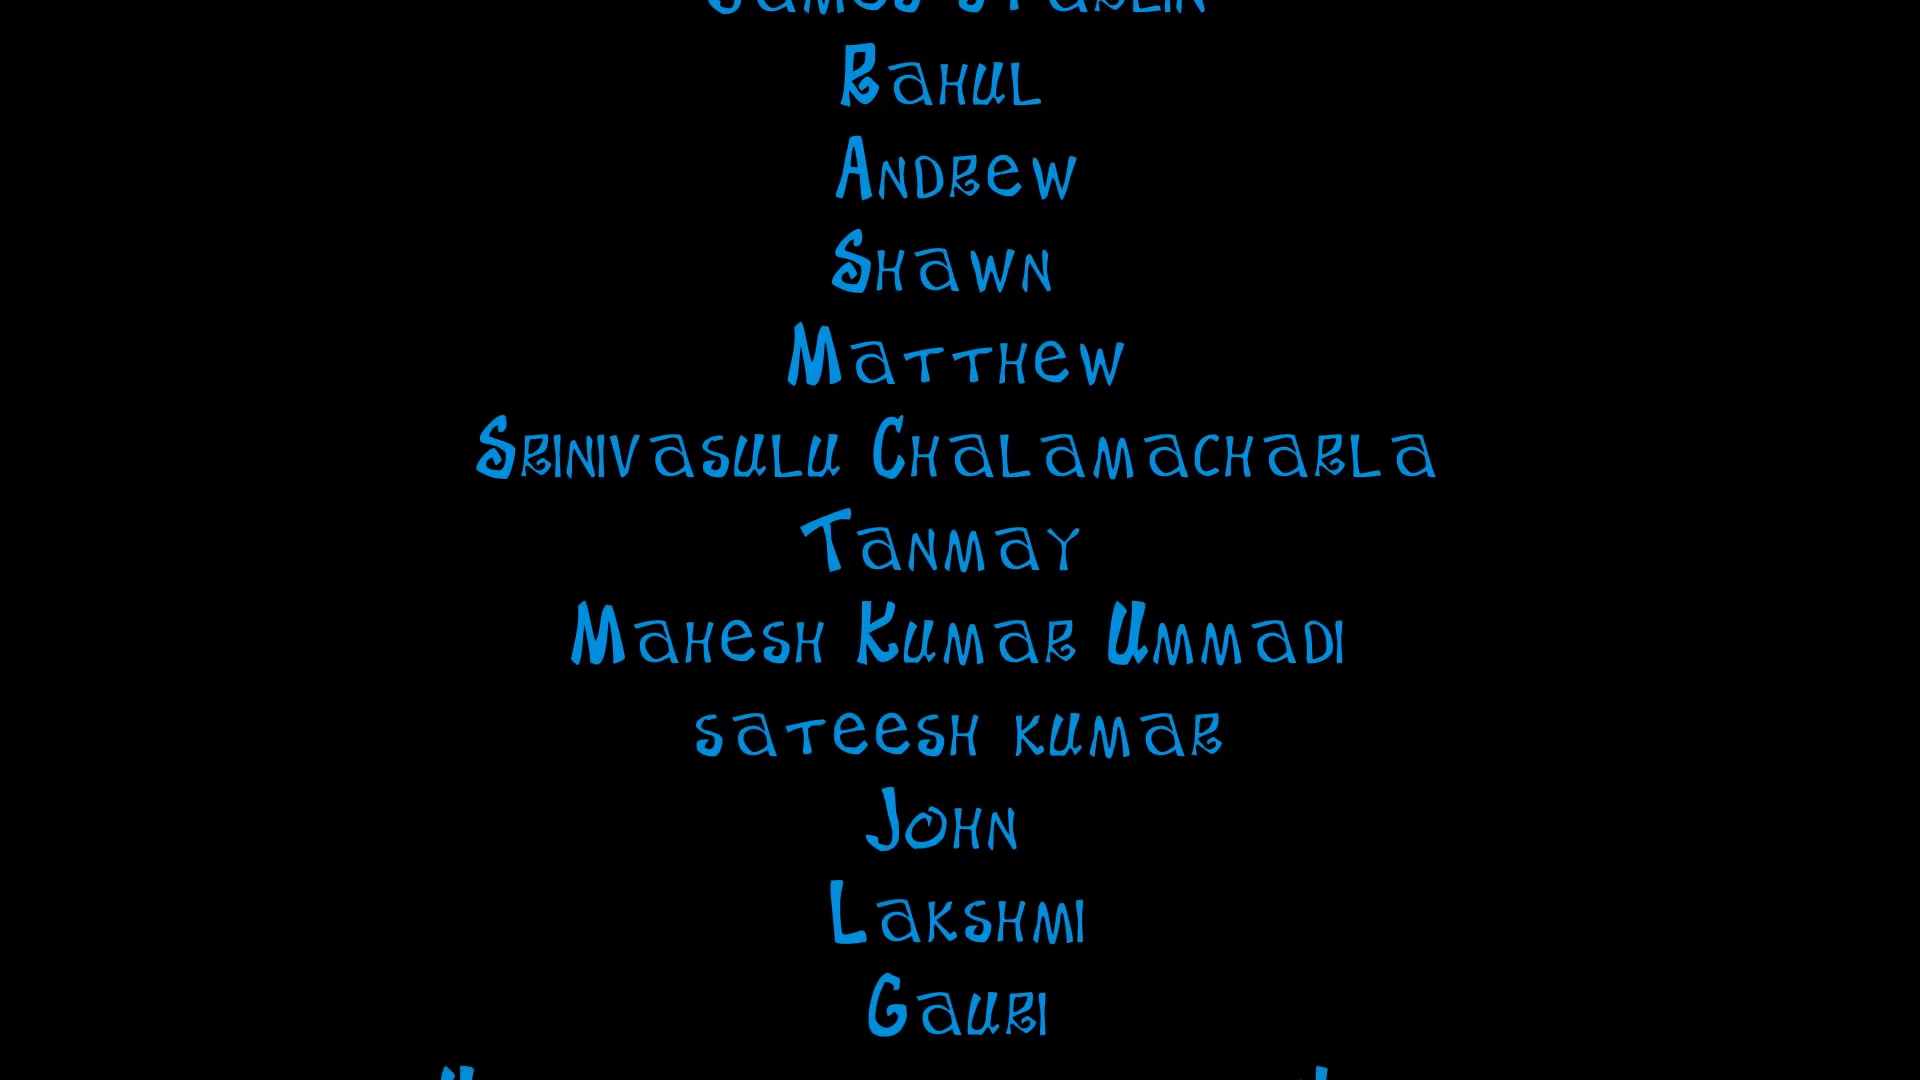 Rahul
Andrew
Shawn
Matthew
Srinivasulu Chalamacharla
Tanmay
Mahesh Kumar Ummadi
sateesh kumar
John
Lakshmi
Gauri